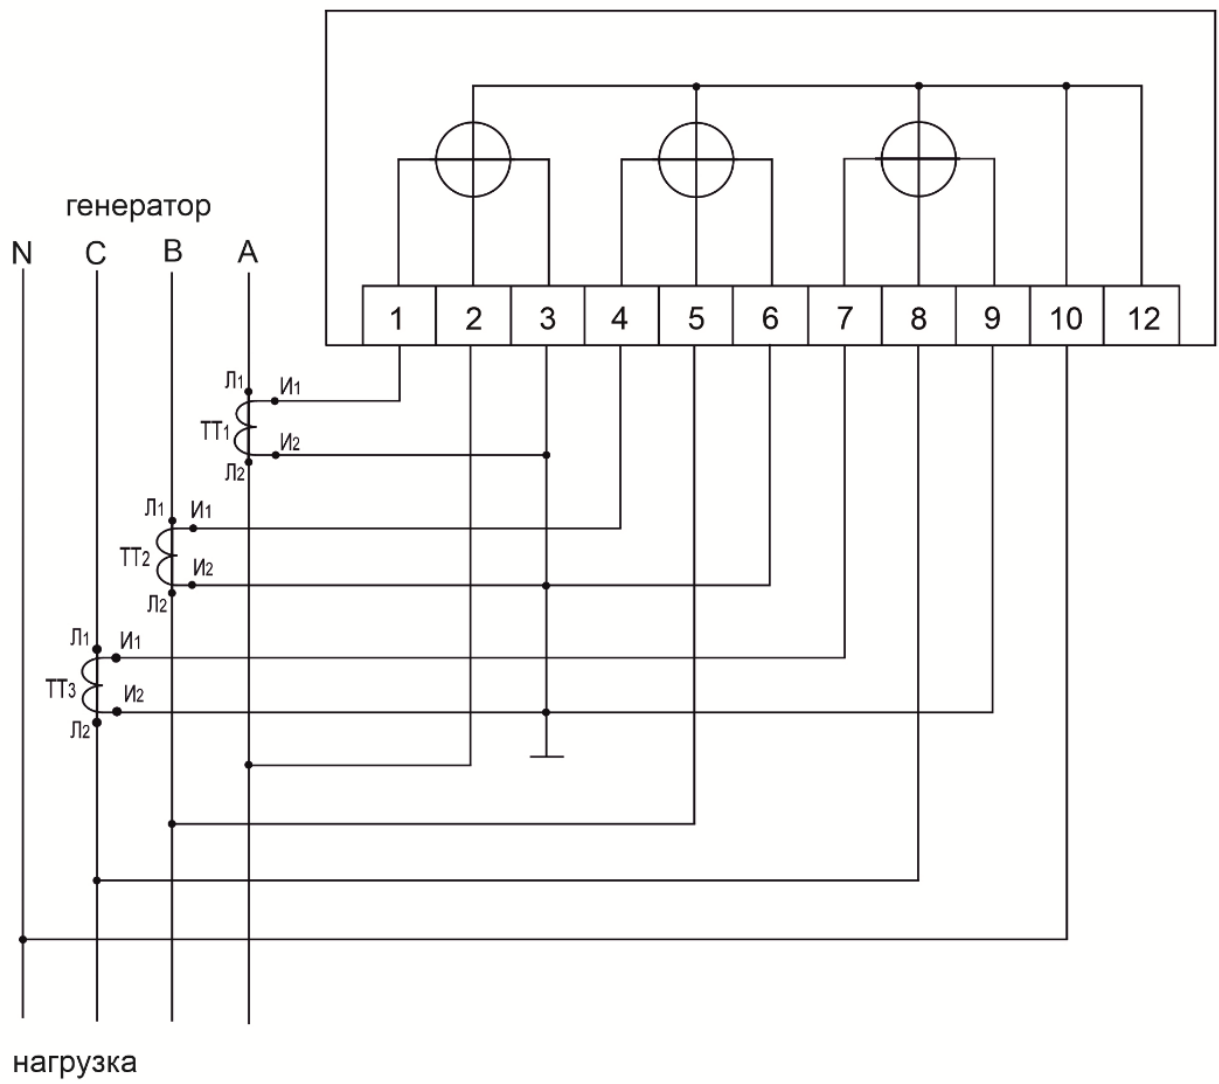 генератор
N C B A
1 2 3 4 5 6 7 8 9 10 12
Л1 И1
ТТ1
И2
Л2
Л1 И1
ТТ2
И2
Л2
Л1 И1
ТТ3
И2
Л2
нагрузка